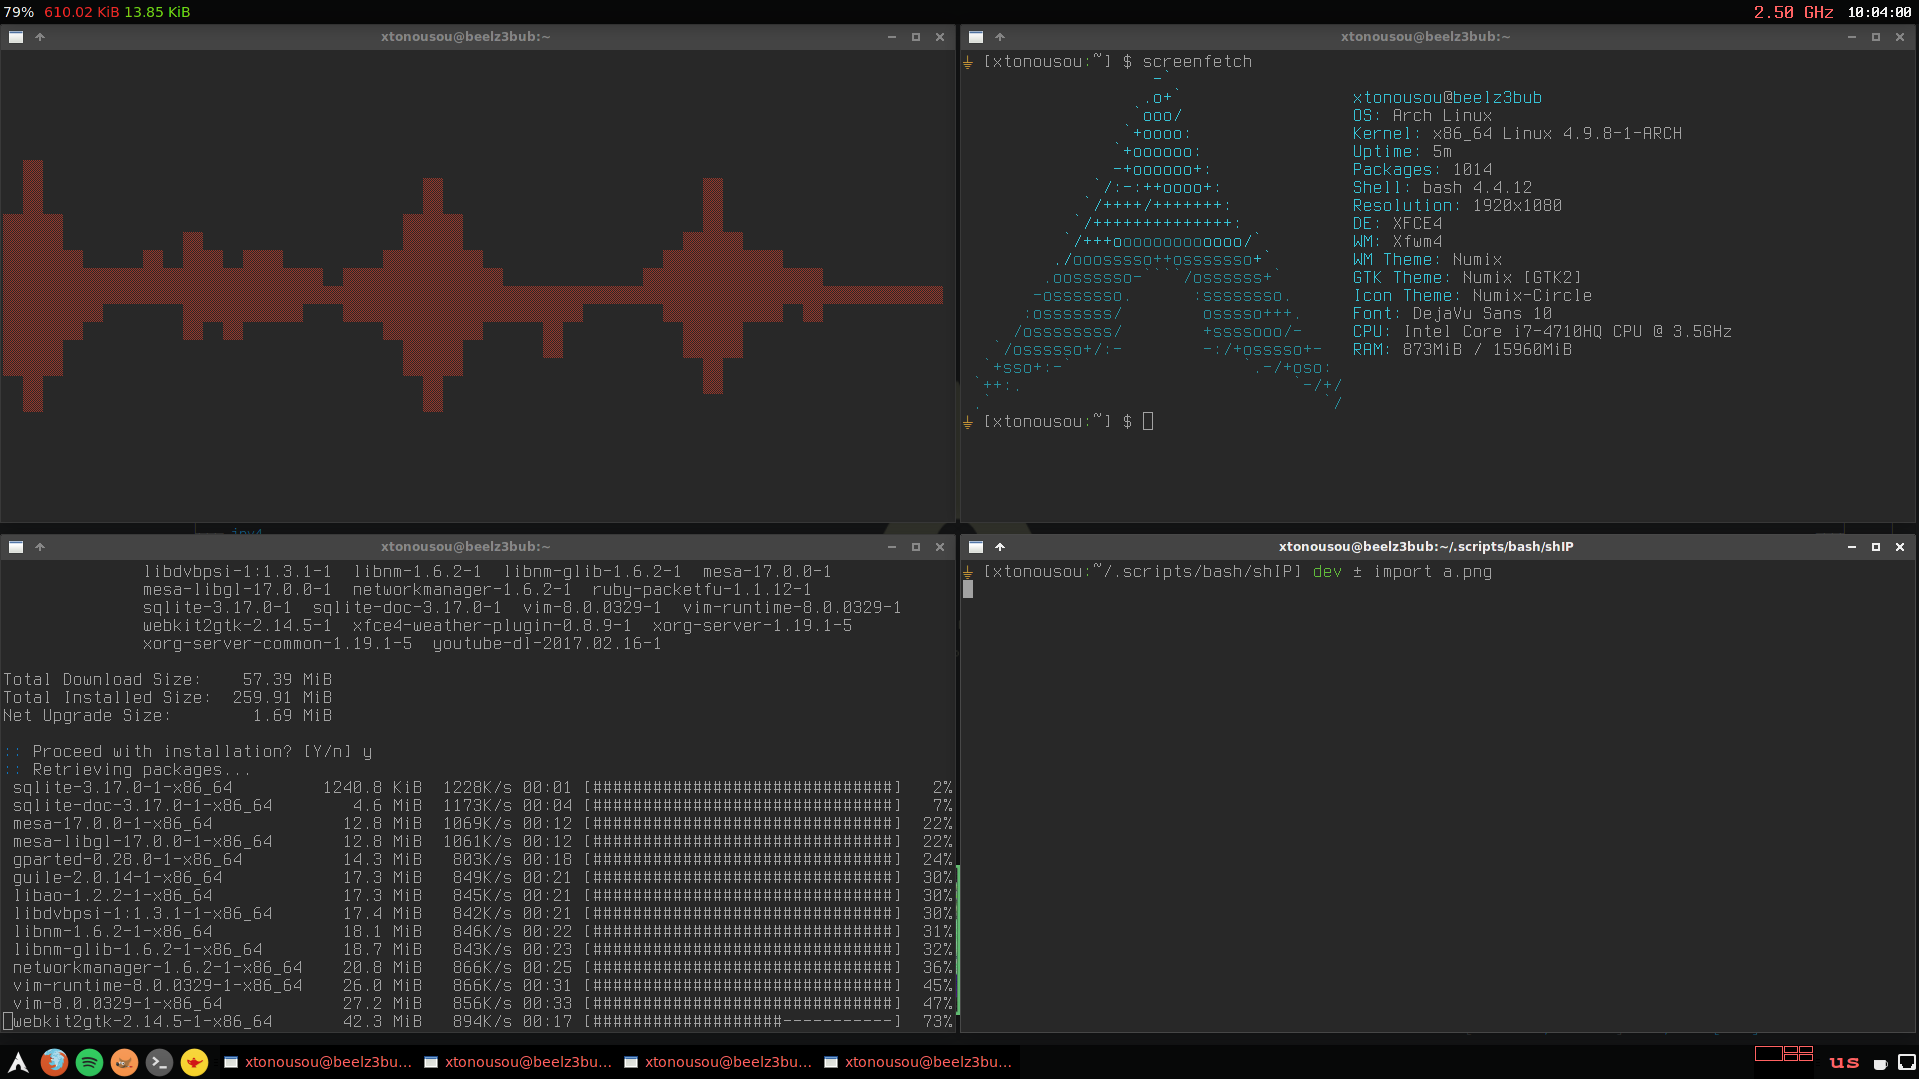 79% 610.02 KiB 13.85 KiB
2.50 GHz 10:04:00
xtonousou@beelz3bub:~
xtonousou@beelz3bub:~
[xtonousou:~] $ screenfetch
-`
.o+`
`ooo/
`+oooo:
`+oooooo:
-+oooooo+:
`/:-:++oooo+:
`/++++/+++++++:
`/++++++++++++++:
`/+++ooooooooooooo/`
./ooosssso++osssssso+`
.oossssso-````/ossssss+`
-osssssso. :ssssssso.
:osssssss/ osssso+++.
/ossssssss/ +ssssooo/-
`/ossssso+/:- -:/+osssso+-
`+sso+:-` `.-/+oso:
`++:. `-/+/
.` `/
xtonousou@beelz3bub
OS: Arch Linux
Kernel: x86_64 Linux 4.9.8-1-ARCH
Uptime: 5m
Packages: 1014
Shell: bash 4.4.12
Resolution: 1920x1080
DE: XFCE4
WM: Xfwm4
WM Theme: Numix
GTK Theme: Numix [GTK2]
Icon Theme: Numix-Circle
Font: DejaVu Sans 10
CPU: Intel Core i7-4710HQ CPU @ 3.5GHz
RAM: 873MiB / 15960MiB
[xtonousou:~] $
xtonousou@beelz3bub:~
libdvbpsi-1:1.3.1-1 libnm-1.6.2-1 libnm-glib-1.6.2-1 mesa-17.0.0-1
mesa-libgl-17.0.0-1 networkmanager-1.6.2-1 ruby-packetfu-1.1.12-1
sqlite-3.17.0-1 sqlite-doc-3.17.0-1 vim-8.0.0329-1 vim-runtime-8.0.0329-1
webkit2gtk-2.14.5-1 xfce4-weather-plugin-0.8.9-1 xorg-server-1.19.1-5
xorg-server-common-1.19.1-5 youtube-dl-2017.02.16-1
Total Download Size: 57.39 MiB
Total Installed Size: 259.91 MiB
Net Upgrade Size: 1.69 MiB
:: Proceed with installation? [Y/n] y
:: Retrieving packages...
sqlite-3.17.0-1-x86_64 1240.8 KiB 1228K/s 00:01 [##############################] 2%
sqlite-doc-3.17.0-1-x86_64 4.6 MiB 1173K/s 00:04 [##############################] 7%
mesa-17.0.0-1-x86_64 12.8 MiB 1069K/s 00:12 [##############################] 22%
mesa-libgl-17.0.0-1-x86_64 12.8 MiB 1061K/s 00:12 [##############################] 22%
gparted-0.28.0-1-x86_64 14.3 MiB 803K/s 00:18 [##############################] 24%
guile-2.0.14-1-x86_64 17.3 MiB 849K/s 00:21 [##############################] 30%
libao-1.2.2-1-x86_64 17.3 MiB 845K/s 00:21 [##############################] 30%
libdvbpsi-1:1.3.1-1-x86_64 17.4 MiB 842K/s 00:21 [##############################] 30%
libnm-1.6.2-1-x86_64 18.1 MiB 846K/s 00:22 [##############################] 31%
libnm-glib-1.6.2-1-x86_64 18.7 MiB 843K/s 00:23 [##############################] 32%
networkmanager-1.6.2-1-x86_64 20.8 MiB 866K/s 00:25 [##############################] 36%
vim-runtime-8.0.0329-1-x86_64 26.0 MiB 866K/s 00:31 [##############################] 45%
vim-8.0.0329-1-x86_64 27.2 MiB 856K/s 00:33 [##############################] 47%
webkit2gtk-2.14.5-1-x86_64 42.3 MiB 894K/s 00:17 [###################-----------] 73%
xtonousou@beelz3bub:~/.scripts/bash/shIP
[xtonousou:~/.scripts/bash/shIP] dev ± import a.png
xtonousou@beelz3bu...
xtonousou@beelz3bu...
xtonousou@beelz3bu...
xtonousou@beelz3bu...
us